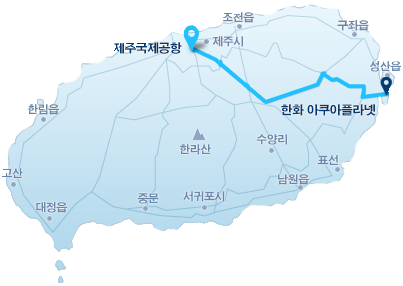 조천읍
구좌읍
제주국제공항
제주시
성산읍
한림읍
한화 아쿠아플라넷
한라산
수망리
표선
고산
남원읍
중문
서귀포시
대정읍